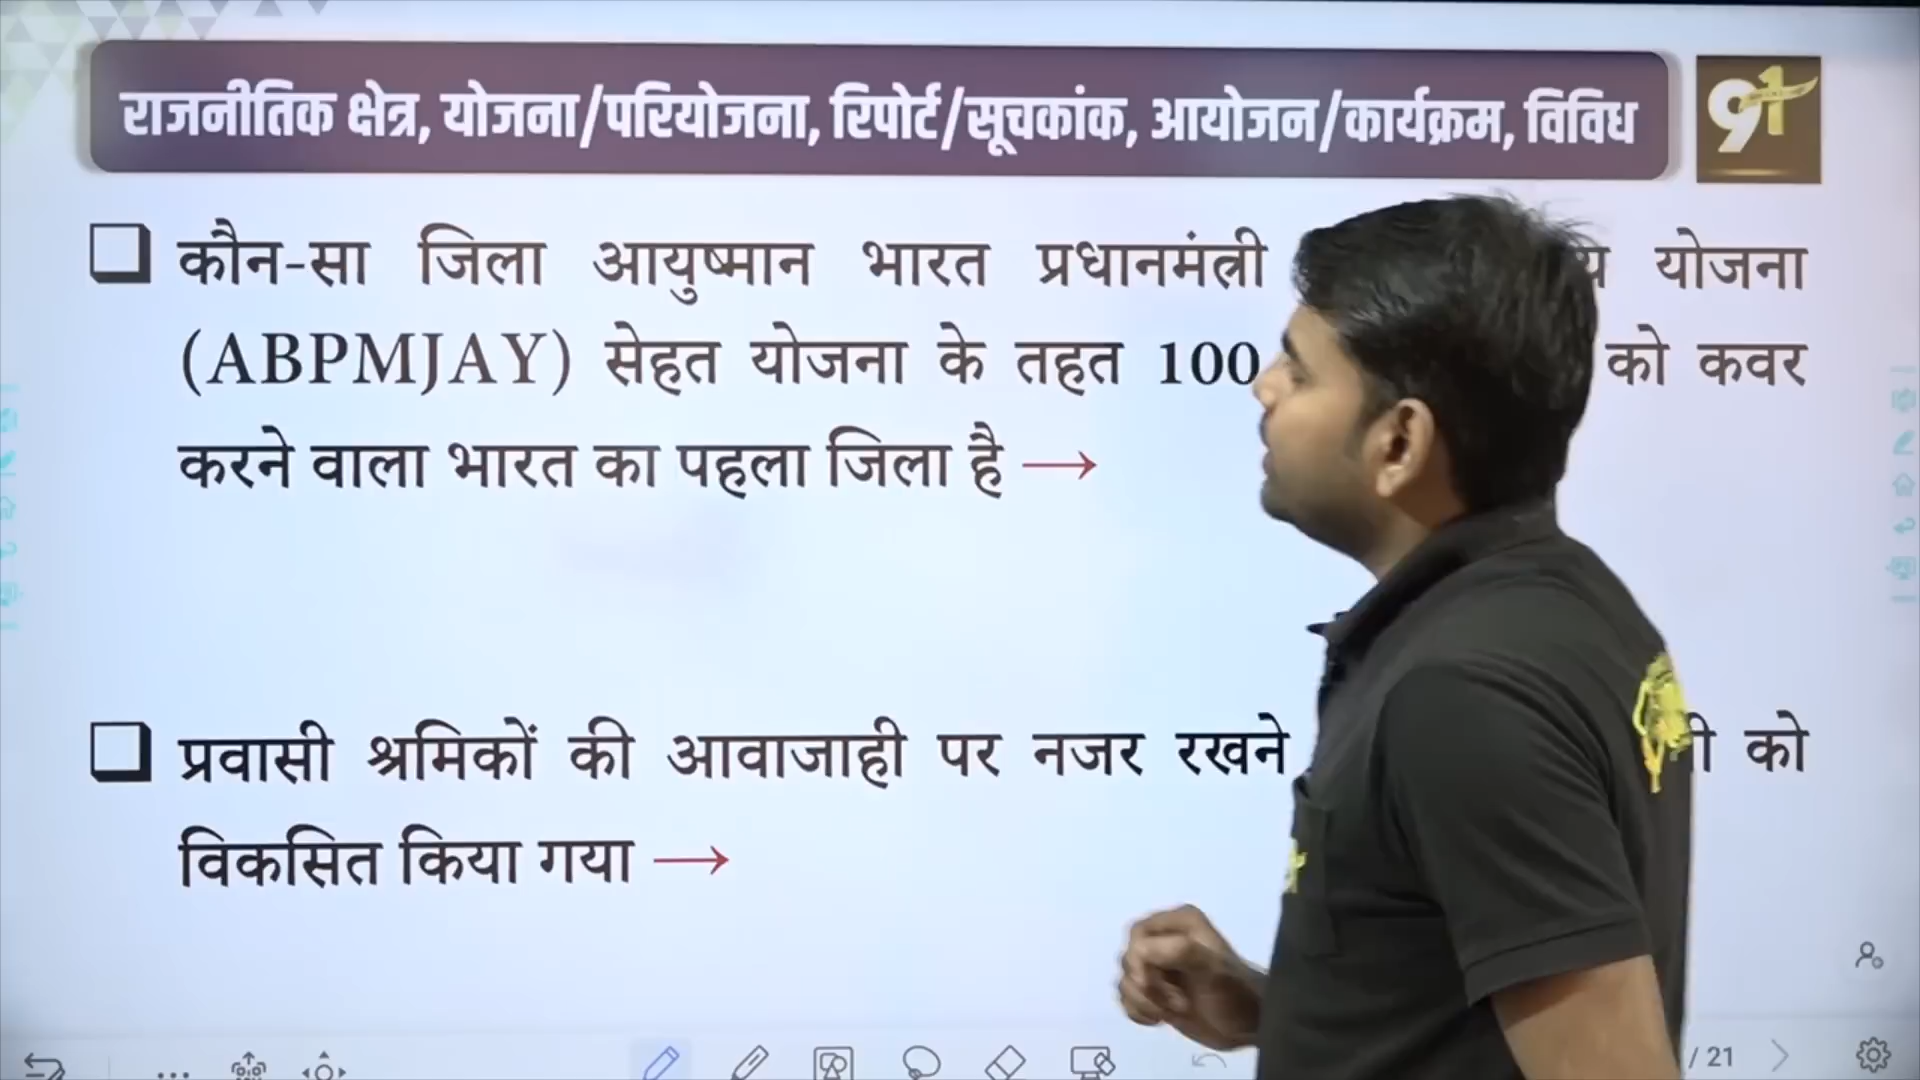 राजनीतिक क्षेत्र, योजना/परियोजना, रिपोर्ट/सूचकांक, आयोजन/कार्यक्रम, विविध
कौन-सा जिला आयुष्मान भारत प्रधानमंत्री योजना
(ABPMJAY) सेहत योजना के तहत 100 को कवर
करने वाला भारत का पहला जिला है →
प्रवासी श्रमिकों की आवाजाही पर नजर रखने को
विकसित किया गया →
/ 21